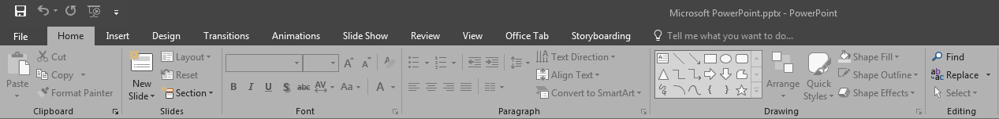 Microsoft PowerPoint.pptx - PowerPoint
File Home Insert Design Transitions Animations Slide Show Review View Office Tab Storyboarding Tell me what you want to do...
Paste
Cut
Copy
Format Painter
Clipboard
New
Slide
Layout
Reset
Section
Slides
B I U S abc AV Aa A
Font
Text Direction
Align Text
Convert to SmartArt
Paragraph
Arrange
Quick
Styles
Shape Fill
Shape Outline
Shape Effects
Drawing
Find
Replace
Select
Editing